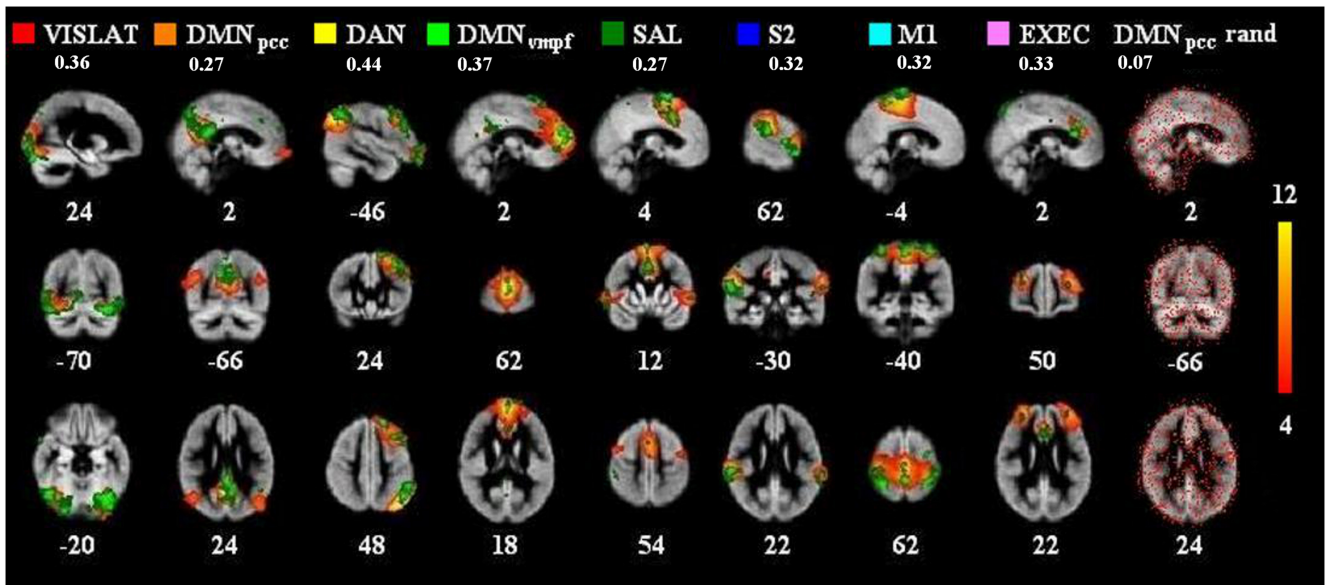 VISLAT DMNpcc DAN DMNvmpf SAL S2 M1 EXEC DMNpcc rand
0.36 0.27 0.44 0.37 0.27 0.32 0.32 0.33 0.07
24 2 -46 2 4 62 -4 2 2
12
-70 -66 24 62 12 -30 -40 50 -66
4
-20 24 48 18 54 22 62 22 24